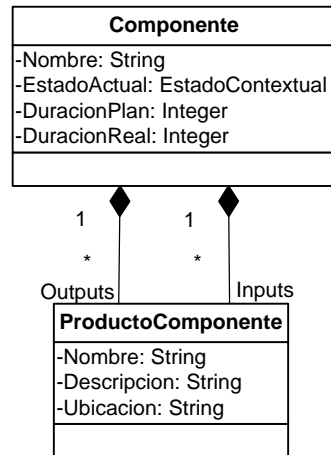 Componente
-Nombre: String
-EstadoActual: EstadoContextual
-DuracionPlan: Integer
-DuracionReal: Integer
1 1
* *
Outputs Inputs
ProductoComponente
-Nombre: String
-Descripcion: String
-Ubicacion: String